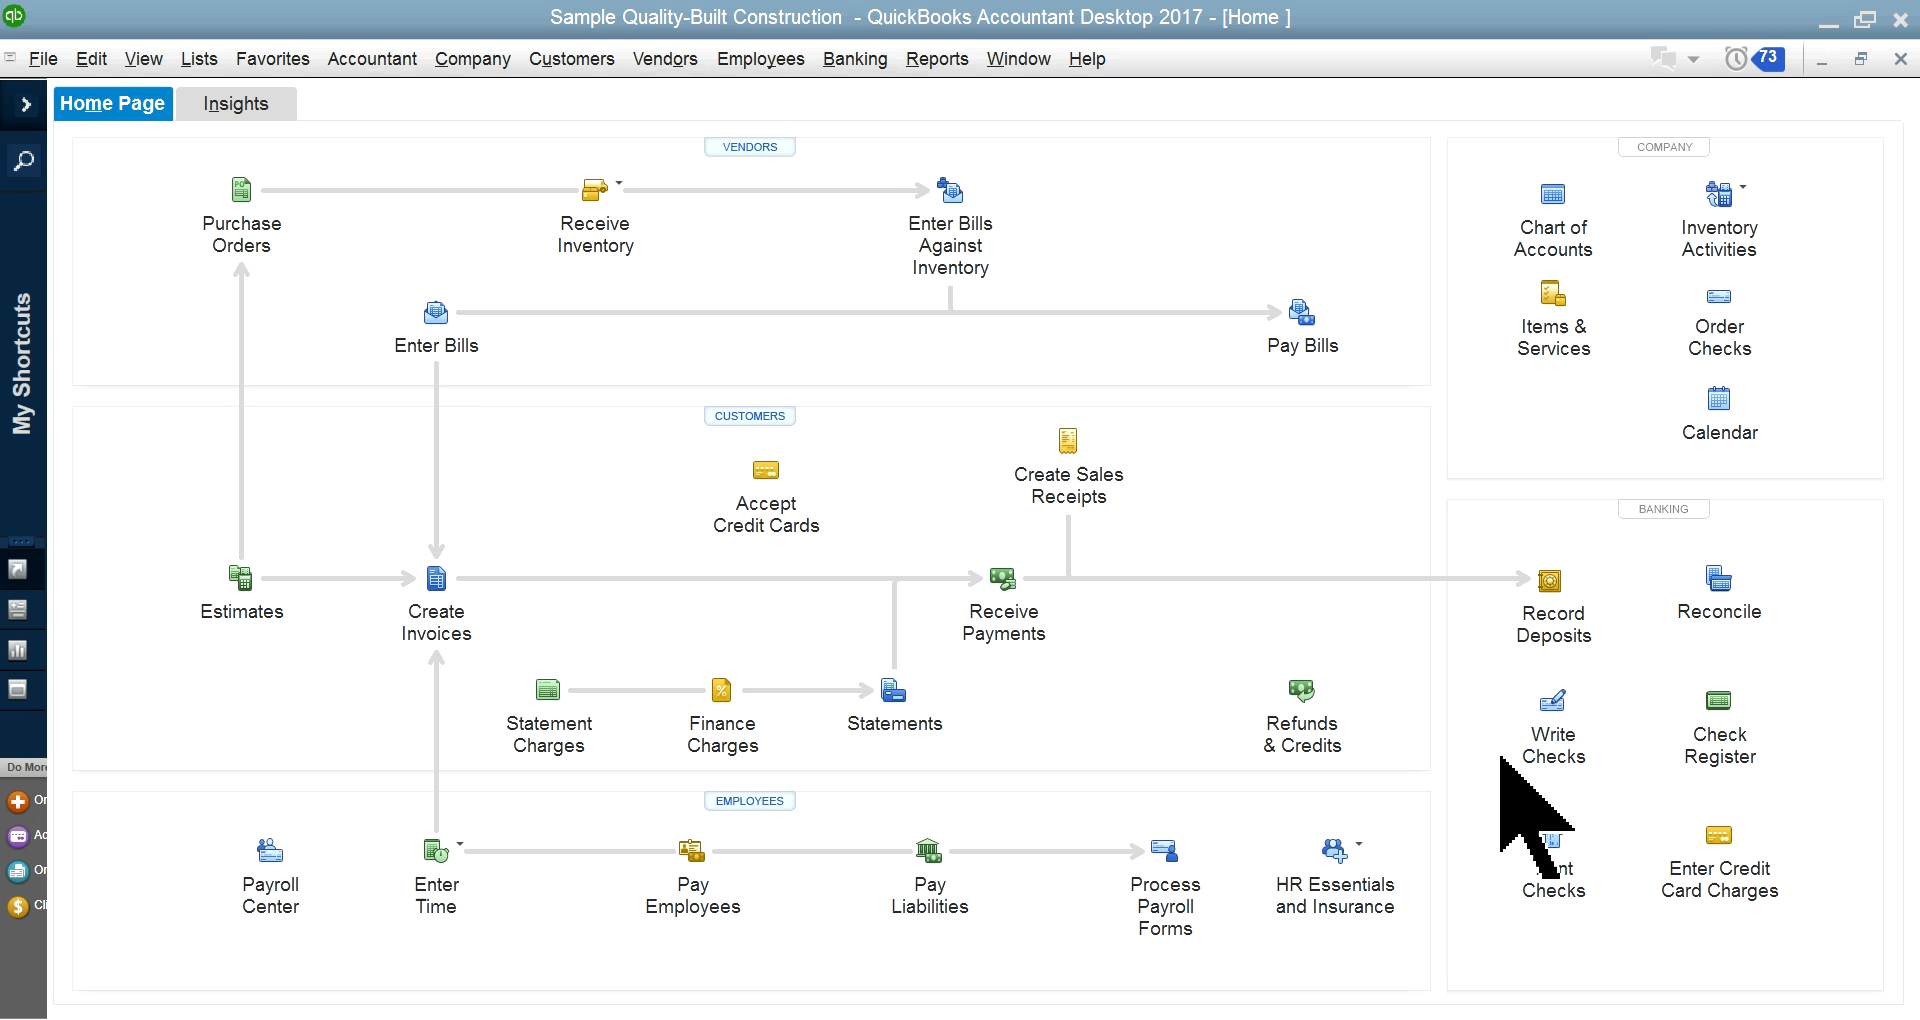 qb
Sample Quality-Built Construction - QuickBooks Accountant Desktop 2017 - [Home ]
File Edit View Lists Favorites Accountant Company Customers Vendors Employees Banking Reports Window Help
73
Home Page
Insights
My Shortcuts
Do More
VENDORS
Purchase
Orders
Receive
Inventory
Enter Bills
Against
Inventory
Enter Bills
Pay Bills
CUSTOMERS
Accept
Credit Cards
Create Sales
Receipts
Estimates
Create
Invoices
Receive
Payments
Statement
Charges
Finance
Charges
Statements
Refunds
& Credits
EMPLOYEES
Payroll
Center
Enter
Time
Pay
Employees
Pay
Liabilities
Process
Payroll
Forms
HR Essentials
and Insurance
COMPANY
Chart of
Accounts
Inventory
Activities
Items &
Services
Order
Checks
Calendar
BANKING
Record
Deposits
Reconcile
Write
Checks
Check
Register
Checks
Enter Credit
Card Charges